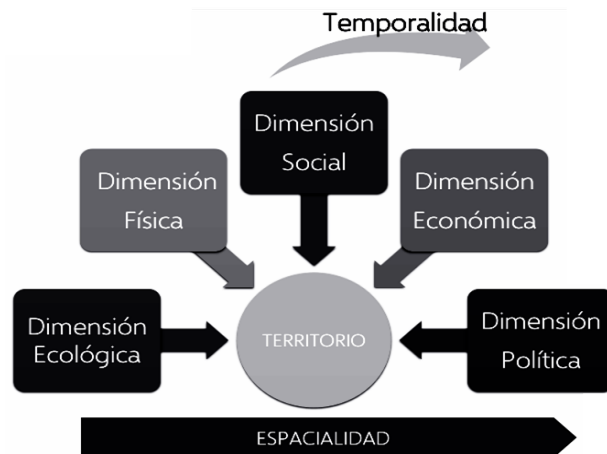 Temporalidad
Dimensión
Social
Dimensión
Física
Dimensión
Económica
Dimensión
Ecológica
TERRITORIO
Dimensión
Política
ESPACIALIDAD